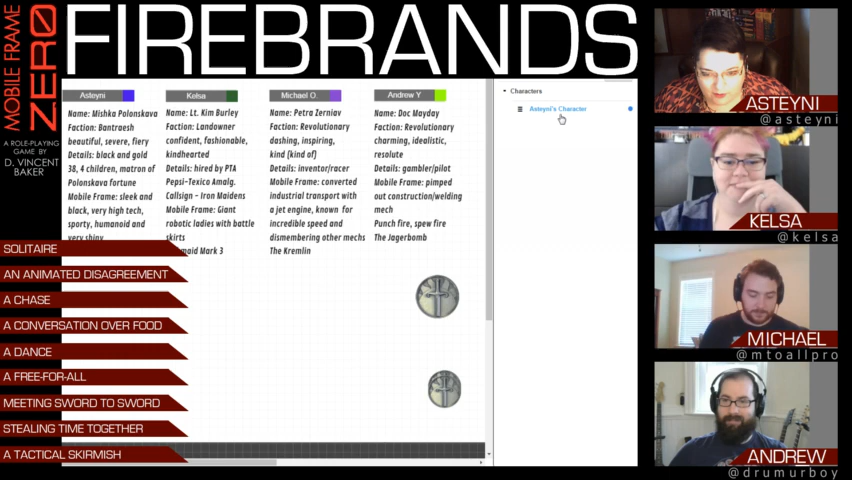 MOBILE FRAME
ZERØ
FIREBRANDS
A ROLE-PLAYING
GAME BY
D. VINCENT
BAKER
Asteyni
Name: Mishka Polonskava
Faction: Bantraesh
beautiful, severe, fiery
Details: black and gold
38, 4 children, matron of
Polonskava fortune
Mobile Frame: sleek and
black, very high tech,
sporty, humanoid and
very shiny
Kelsa
Name: Lt. Kim Burley
Faction: Landowner
confident, fashionable,
kindhearted
Details: hired by PTA
Pepsi-Texico Amalg.
Callsign - Iron Maidens
Mobile Frame: Giant
robotic ladies with battle
skirts
Mark 3
Michael O.
Name: Petra Zerniav
Faction: Revolutionary
dashing, inspiring,
kind (kind of)
Details: inventor/racer
Mobile Frame: converted
industrial transport with
a jet engine, known for
incredible speed and
dismembering other mechs
The Kremlin
Andrew Y
Name: Doc Mayday
Faction: Revolutionary
charming, idealistic,
resolute
Details: gambler/pilot
Mobile Frame: pimped
out construction/welding
mech
Punch fire, spew fire
The Jagerbomb
Characters
Asteyni's Character
SOLITAIRE
AN ANIMATED DISAGREEMENT
A CHASE
A CONVERSATION OVER FOOD
A DANCE
A FREE-FOR-ALL
MEETING SWORD TO SWORD
STEALING TIME TOGETHER
A TACTICAL SKIRMISH
ASTEYNI
@asteyni
KELSA
@kelsa
MICHAEL
@mtoallpro
ANDREW
@drumurboy